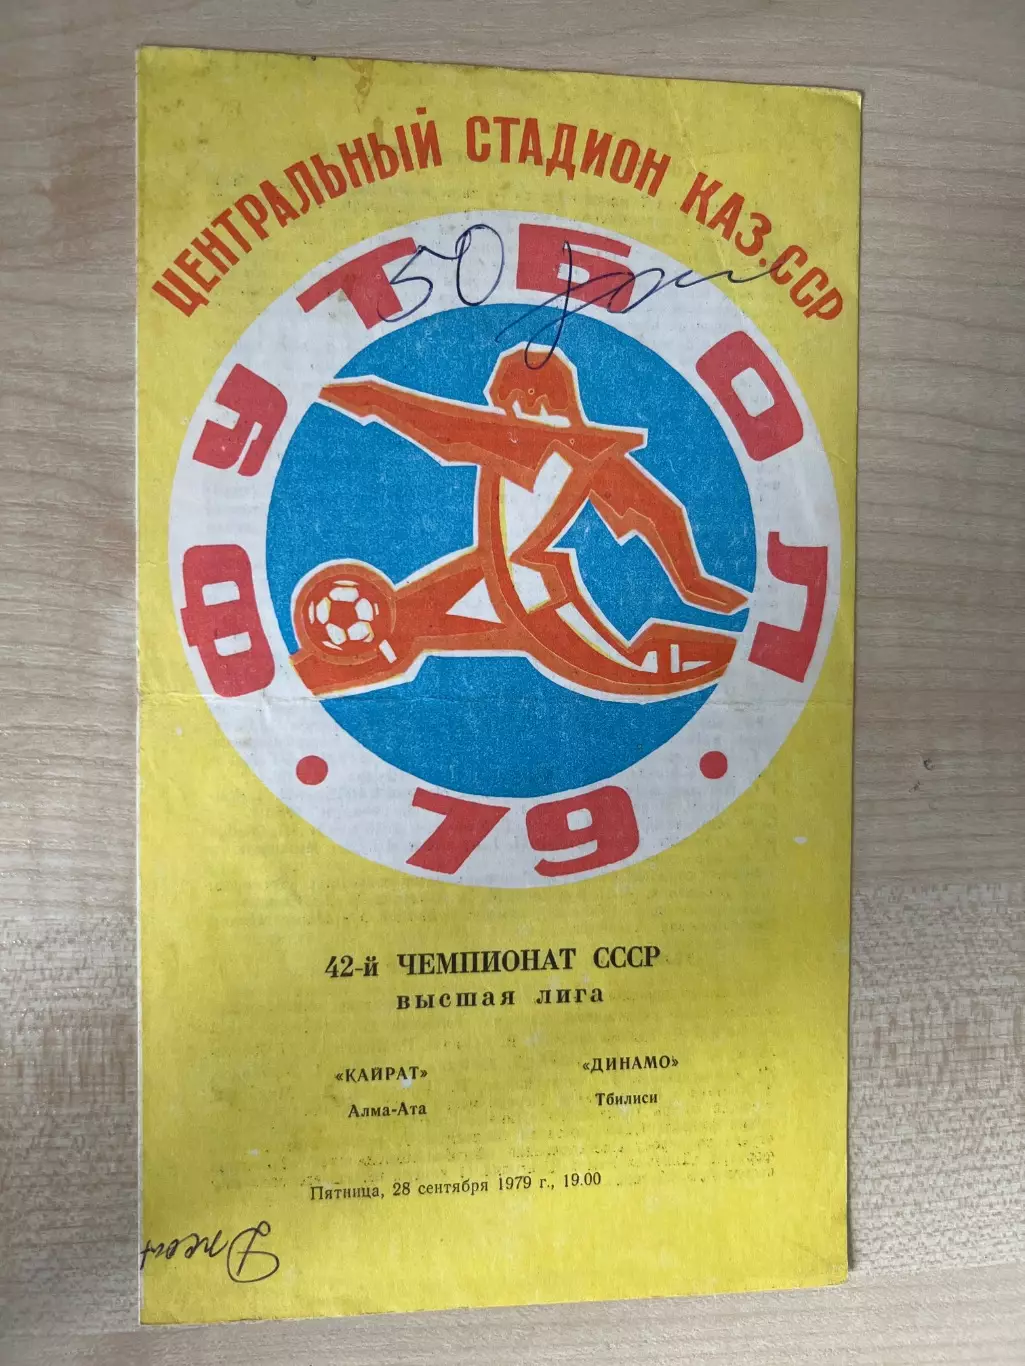 ЦЕНТРАЛЬНЫЙ СТАДИОН КАЗ.ССР
ФУТБОЛ
50
• 79 •
42-й ЧЕМПИОНАТ СССР
высшая лига
«КАЙРАТ» «ДИНАМО»
Алма-Ата Тбилиси
Пятница, 28 сентября 1979 г., 19.00